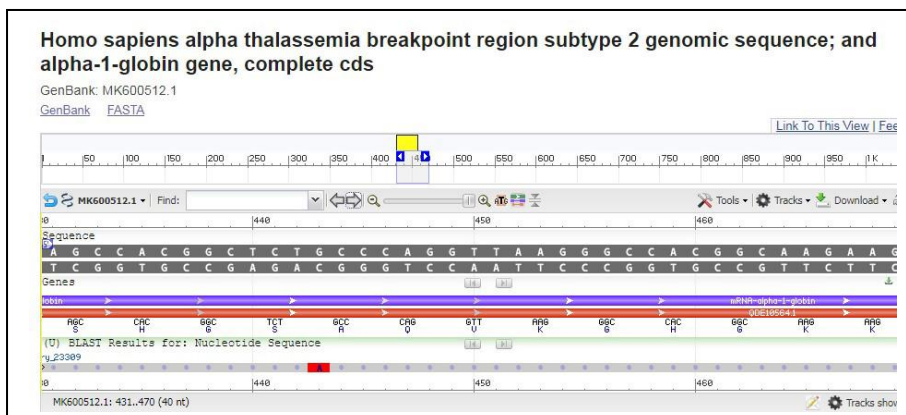 Homo sapiens alpha thalassemia breakpoint region subtype 2 genomic sequence; and
alpha-1-globin gene, complete cds
GenBank: MK600512.1
GenBank FASTA
Link To This View | Fee
1 50 100 150 200 250 300 350 400 500 550 600 650 700 750 800 850 900 950 1K
MK600512.1 Find: Tools Tracks Download
440 450 460
Sequence
A G C C A C G G C T C T G C C C A G G T T A A G G G C C A C G G C A A G A A G
T C G G T G C C G A G A C G G G T C C A A T T C C C G G T G C C G T T C T T C
Genes
lobin mRNA-alpha-1-globin
QDE10564.1
AGC CAC GGC TCT GCC CAG GTT AAG GGC CAC GGC AAG AAG
S H G S A Q V K G H G K K
(U) BLAST Results for: Nucleotide Sequence
ry_23309
A
440 450 460
MK600512.1: 431..470 (40 nt) Tracks show